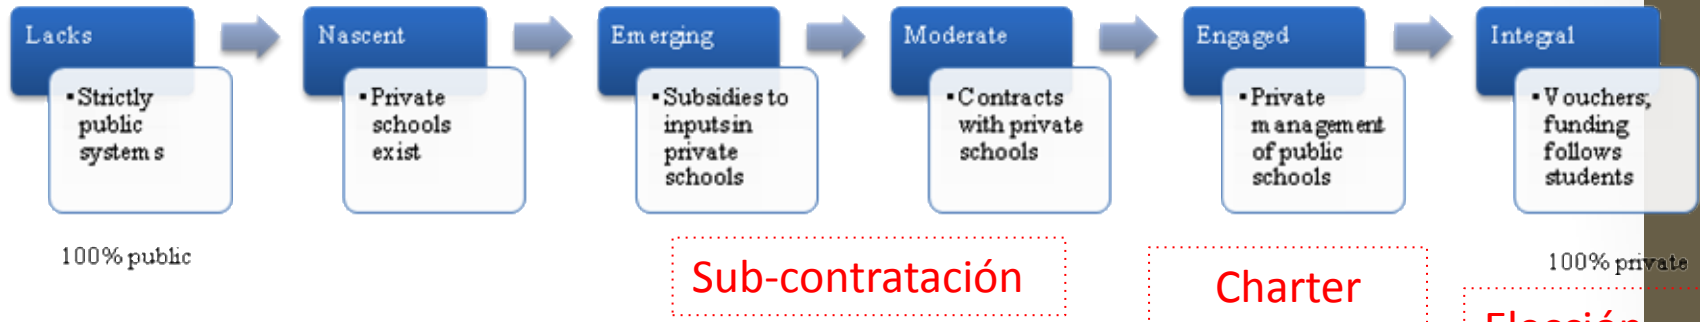 Lacks
▪Strictly
public
systems
Nascent
▪Private
schools
exist
Emerging
▪Subsidies to
inputs in
private
schools
Moderate
▪Contracts
with private
schools
Engaged
▪Private
management
of public
schools
Integral
▪Vouchers;
funding
follows
students
100% public
100% private
Sub-contratación
Charter
Elección